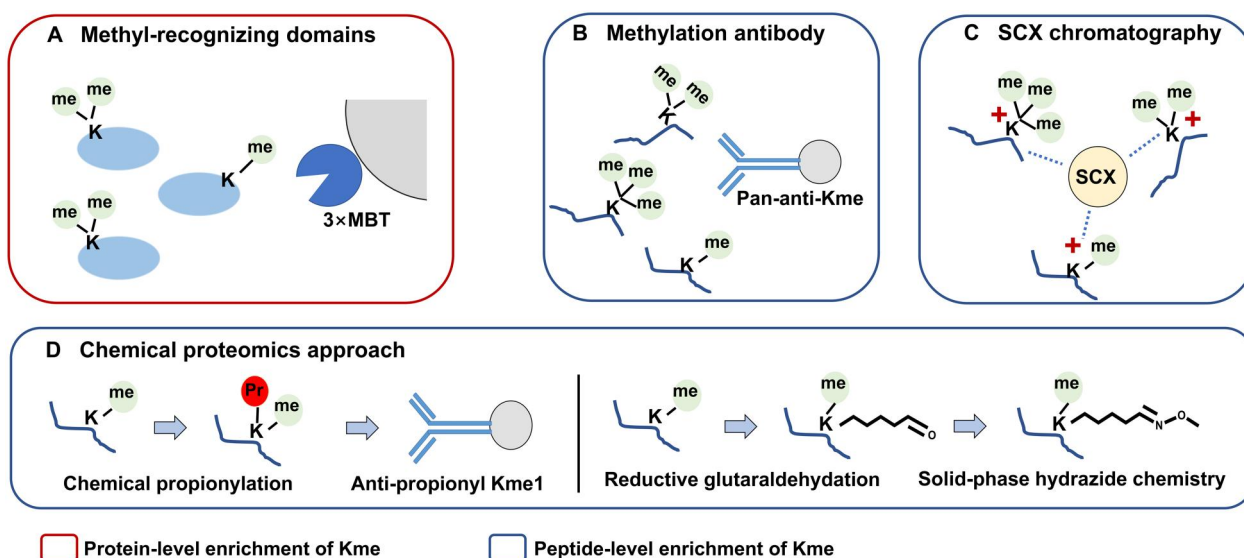 A Methyl-recognizing domains
me me
K
me
K
me me
K
3×MBT
B Methylation antibody
me me
K
me me
me
K
me
K
Pan-anti-Kme
C SCX chromatography
me me
me
+ K
me me
K +
SCX
+ me
K
D Chemical proteomics approach
me
K
Pr
me
K
Chemical propionylation
Anti-propionyl Kme1
me
K
me
K
O
me
K
N O
Reductive glutaraldehydation
Solid-phase hydrazide chemistry
Protein-level enrichment of Kme
Peptide-level enrichment of Kme